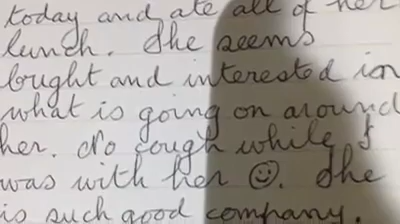 today and ate all of her
lunch. She seems
bright and interested in
what is going on around
her. No cough while I
was with her ☺. She
is such good company.